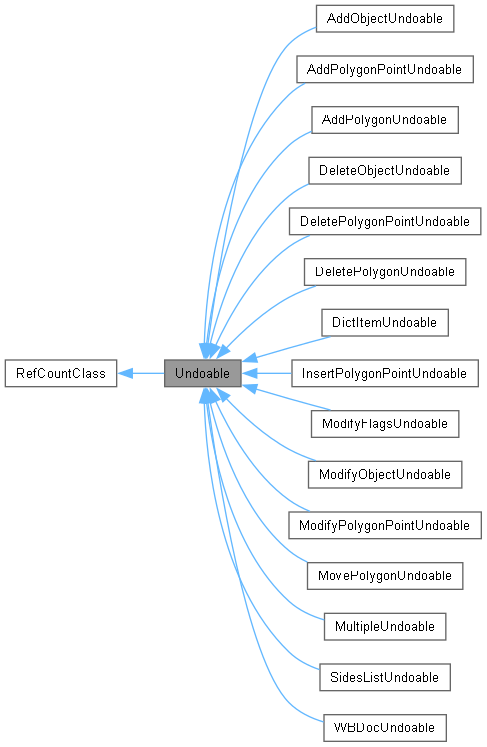 AddObjectUndoable
AddPolygonPointUndoable
AddPolygonUndoable
DeleteObjectUndoable
DeletePolygonPointUndoable
DeletePolygonUndoable
DictItemUndoable
RefCountClass
Undoable
InsertPolygonPointUndoable
ModifyFlagsUndoable
ModifyObjectUndoable
ModifyPolygonPointUndoable
MovePolygonUndoable
MultipleUndoable
SidesListUndoable
WBDocUndoable